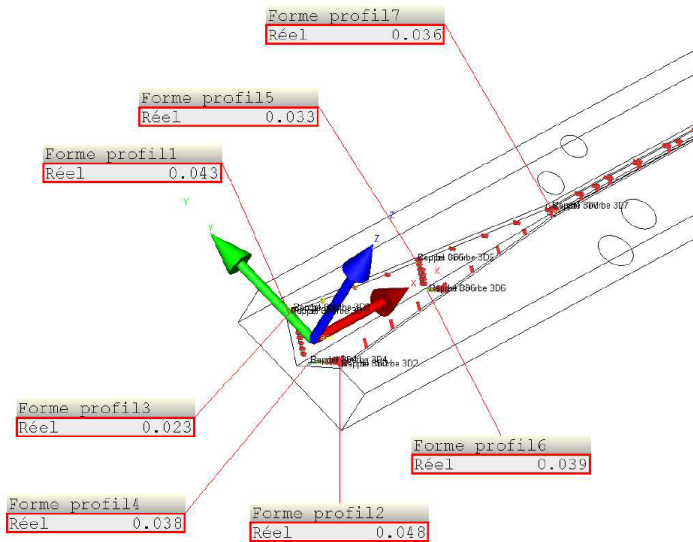 Forme profil7
Réel 0.036
Forme profil5
Réel 0.033
Forme profil1
Réel 0.043
Y
Z
Y
Z
X
X
Forme profil3
Réel 0.023
Forme profil6
Réel 0.039
Forme profil4
Réel 0.038
Forme profil2
Réel 0.048